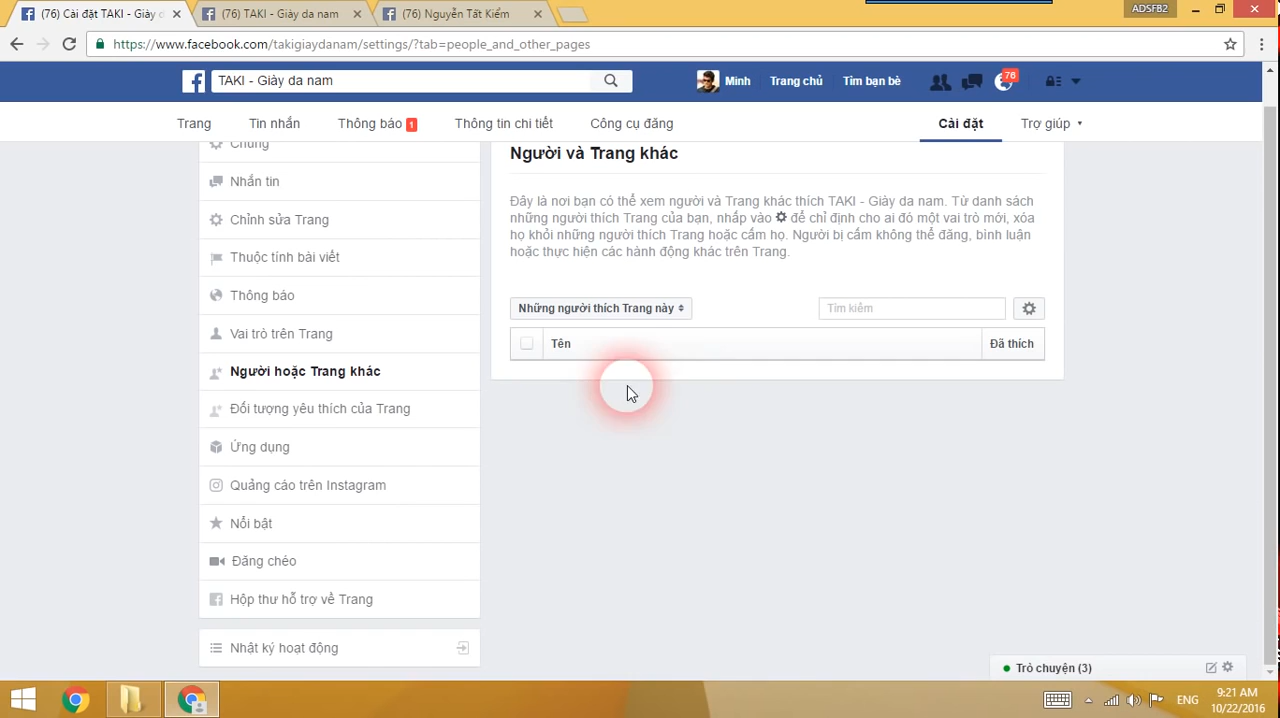 (76) Cài đặt TAKI - Giày d
(76) TAKI - Giày da nam
(76) Nguyễn Tất Kiểm
ADSFB2
https://www.facebook.com/takigiaydanam/settings/?tab=people_and_other_pages
TAKI - Giày da nam
Minh
Trang chủ
Tìm bạn bè
76
Trang
Tin nhắn
Thông báo 1
Thông tin chi tiết
Công cụ đăng
Cài đặt
Trợ giúp
Chung
Nhắn tin
Chỉnh sửa Trang
Thuộc tính bài viết
Thông báo
Vai trò trên Trang
Người hoặc Trang khác
Đối tượng yêu thích của Trang
Ứng dụng
Quảng cáo trên Instagram
Nổi bật
Đăng chéo
Hộp thư hỗ trợ về Trang
Nhật ký hoạt động
Người và Trang khác
Đây là nơi bạn có thể xem người và Trang khác thích TAKI - Giày da nam. Từ danh sách
những người thích Trang của bạn, nhấp vào để chỉ định cho ai đó một vai trò mới, xóa
họ khỏi những người thích Trang hoặc cấm họ. Người bị cấm không thể đăng, bình luận
hoặc thực hiện các hành động khác trên Trang.
Những người thích Trang này
Tìm kiếm
Tên
Đã thích
Trò chuyện (3)
ENG
9:21 AM
10/22/2016